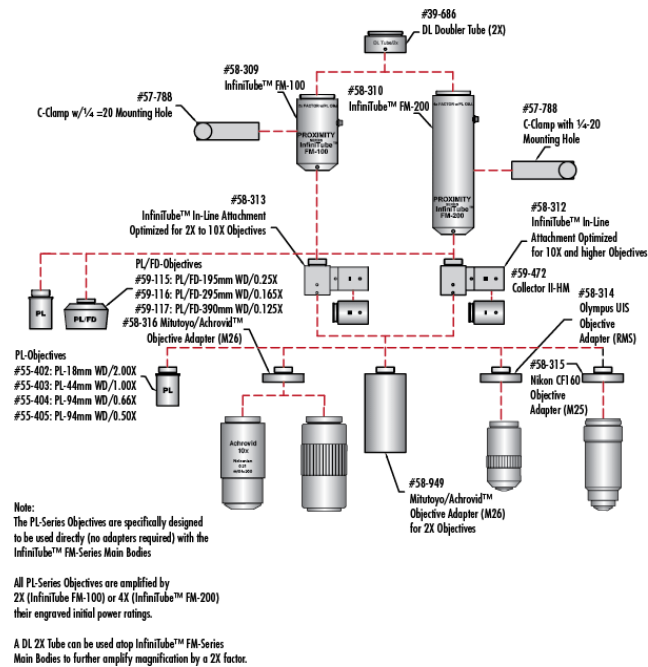 #39-686
DL Doubler Tube (2X)
DL Tube/2x
#58-309
InfiniTube™ FM-100
#58-310
InfiniTube™ FM-200
#57-788
C-Clamp w/¼ =20 Mounting Hole
PROXIMITY
InfiniTube™
FM-100
#57-788
C-Clamp with ¼-20
Mounting Hole
PROXIMITY
InfiniTube™
FM-200
#58-313
InfiniTube™ In-Line Attachment
Optimized for 2X to 10X Objectives
#58-312
InfiniTube™ In-Line
Attachment Optimized
for 10X and higher Objectives
#59-472
Collector II-HM
PL
PL/FD
PL/FD-Objectives
#59-115: PL/FD-195mm WD/0.25X
#59-116: PL/FD-295mm WD/0.165X
#59-117: PL/FD-390mm WD/0.125X
#58-316 Mitutoyo/Achrovid™
Objective Adapter (M26)
#58-314
Olympus UIS
Objective
Adapter (RMS)
PL-Objectives
#55-402: PL-18mm WD/2.00X
#55-403: PL-44mm WD/1.00X
#55-404: PL-94mm WD/0.66X
#55-405: PL-94mm WD/0.50X
PL
#58-315
Nikon CF160
Objective
Adapter (M25)
Achrovid
10x
#58-949
Mitutoyo/Achrovid™
Objective Adapter (M26)
for 2X Objectives
Note:
The PL-Series Objectives are specifically designed
to be used directly (no adapters required) with the
InfiniTube™ FM-Series Main Bodies
All PL-Series Objectives are amplified by
2X (InfiniTube FM-100) or 4X (InfiniTube™ FM-200)
their engraved initial power ratings.
A DL 2X Tube can be used atop InfiniTube™ FM-Series
Main Bodies to further amplify magnification by a 2X factor.